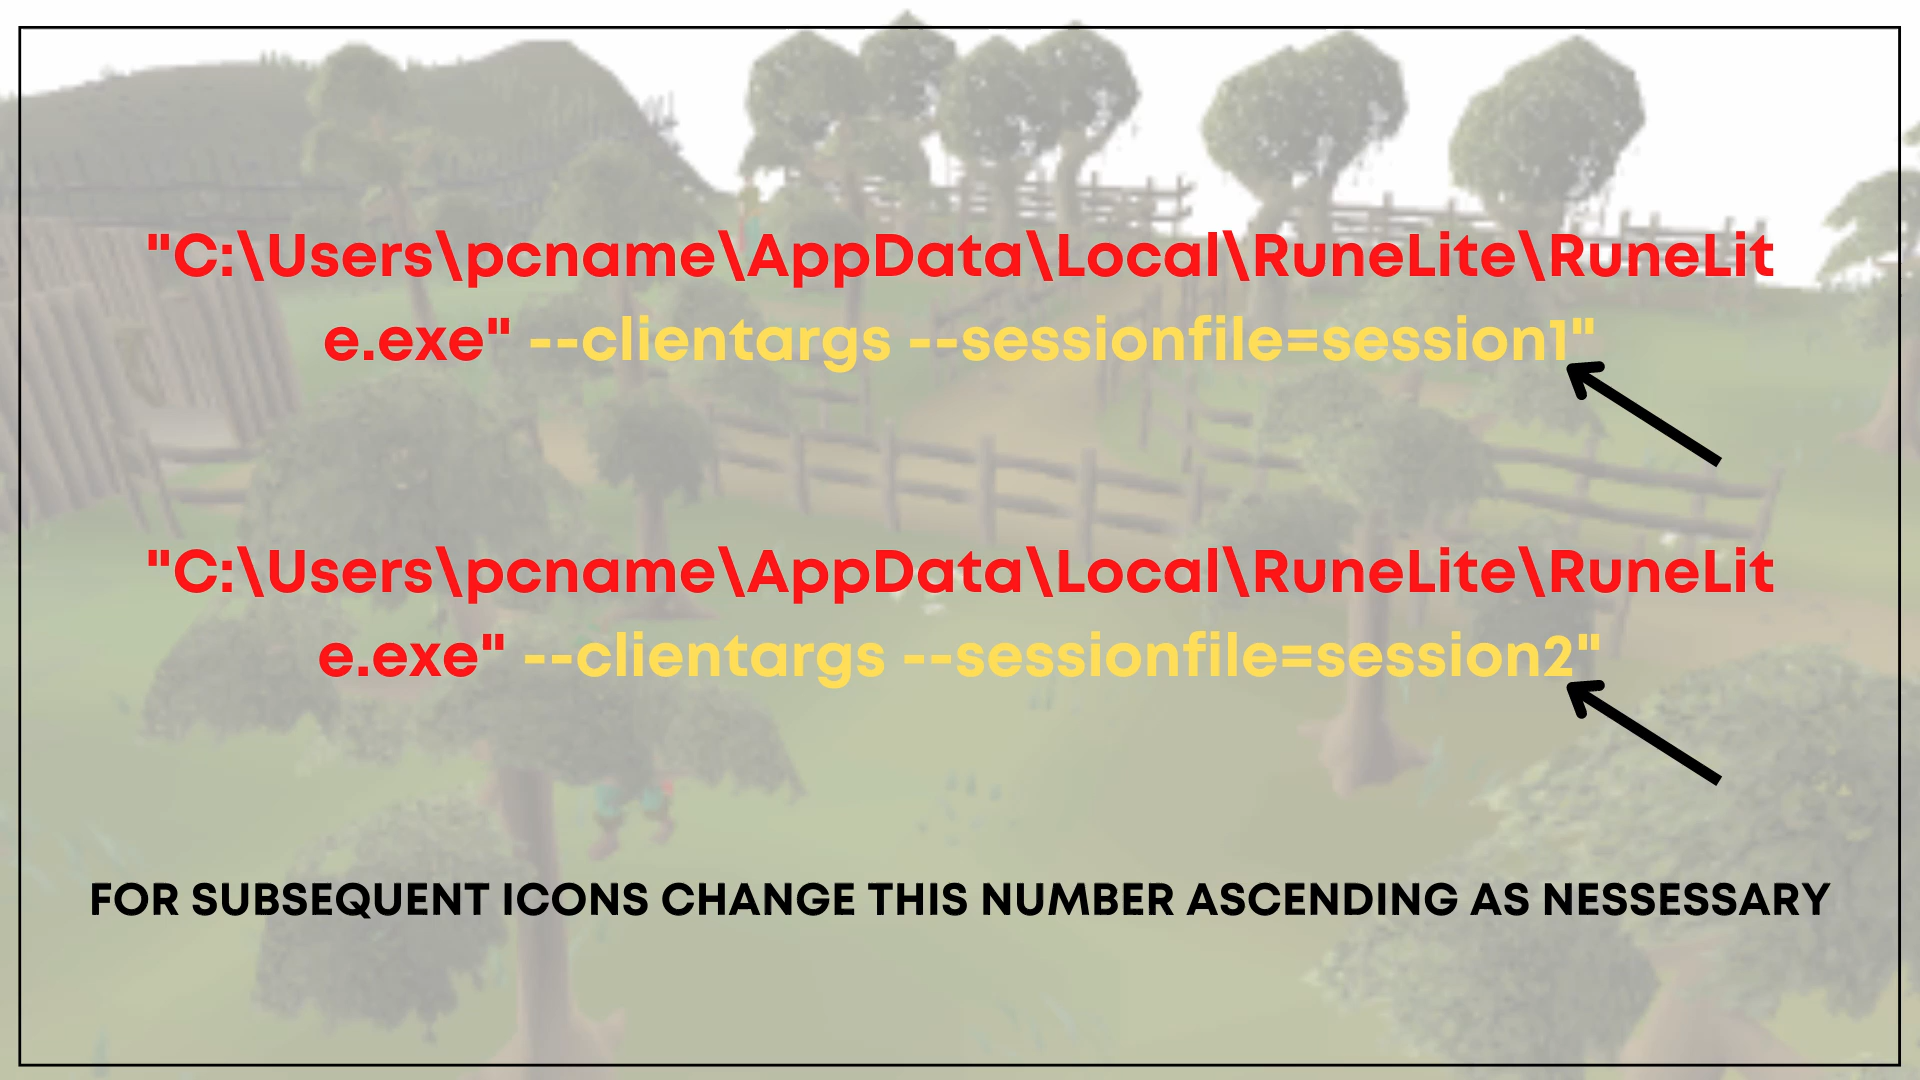 "C:\Users\pcname\AppData\Local\RuneLite\RuneLit
e.exe" --clientargs --sessionfile=session1"
"C:\Users\pcname\AppData\Local\RuneLite\RuneLit
e.exe" --clientargs --sessionfile=session2"
FOR SUBSEQUENT ICONS CHANGE THIS NUMBER ASCENDING AS NESSESSARY